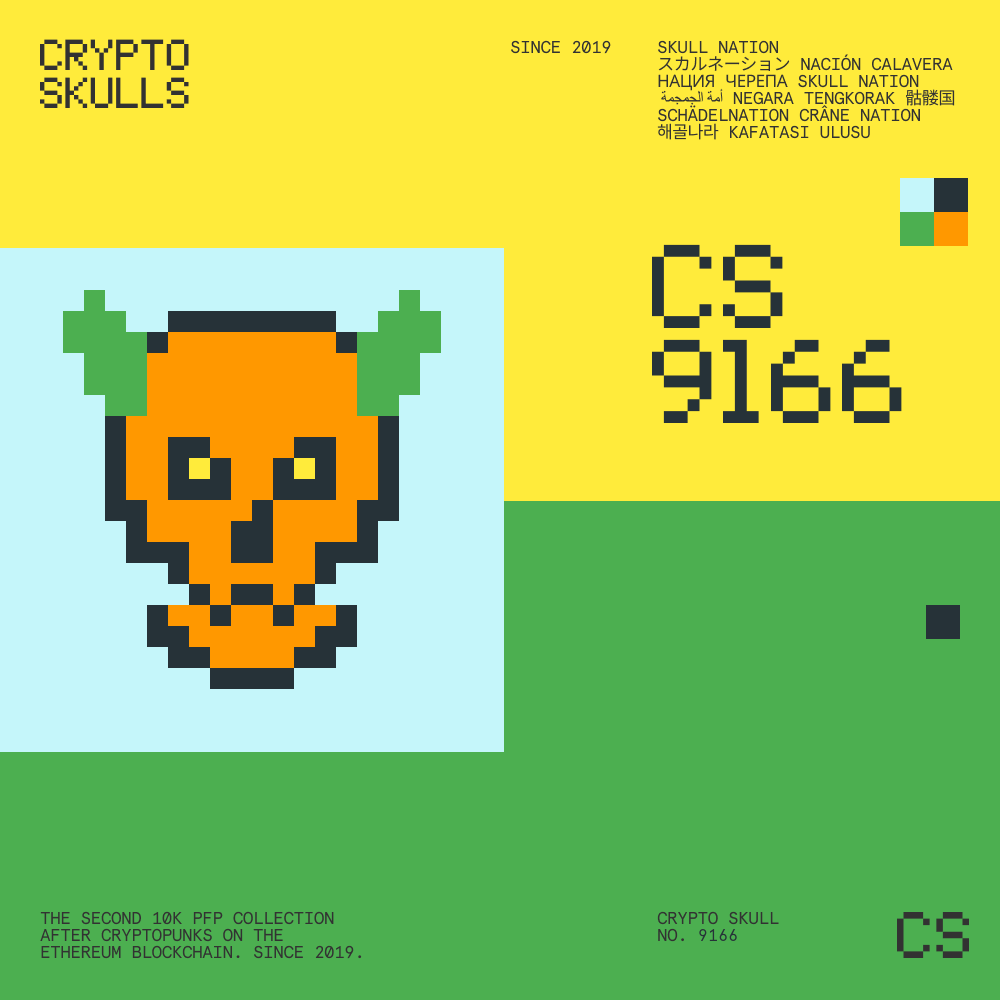 CRYPTO
SKULLS
SINCE 2019
SKULL NATION
スカルネーション NACIÓN CALAVERA
НАЦИЯ ЧЕРЕПА SKULL NATION
أمة الجمجمة NEGARA TENGKORAK 骷髅国
SCHÄDELNATION CRÂNE NATION
해골나라 KAFATASI ULUSU
CS
9166
THE SECOND 10K PFP COLLECTION
AFTER CRYPTOPUNKS ON THE
ETHEREUM BLOCKCHAIN. SINCE 2019.
CRYPTO SKULL
NO. 9166
CS